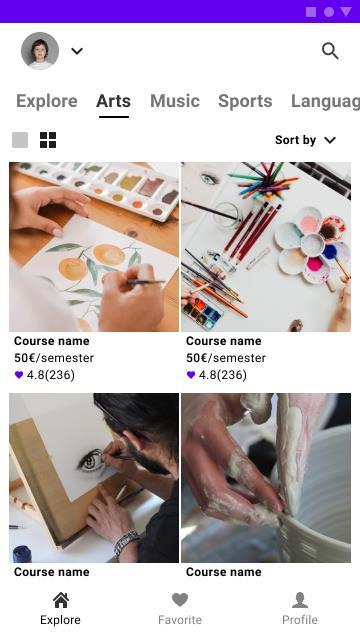 Explore Arts Music Sports Languag
Sort by
Course name Course name
50€/semester 50€/semester
4.8(236) 4.8(236)
Course name Course name
Explore Favorite Profile